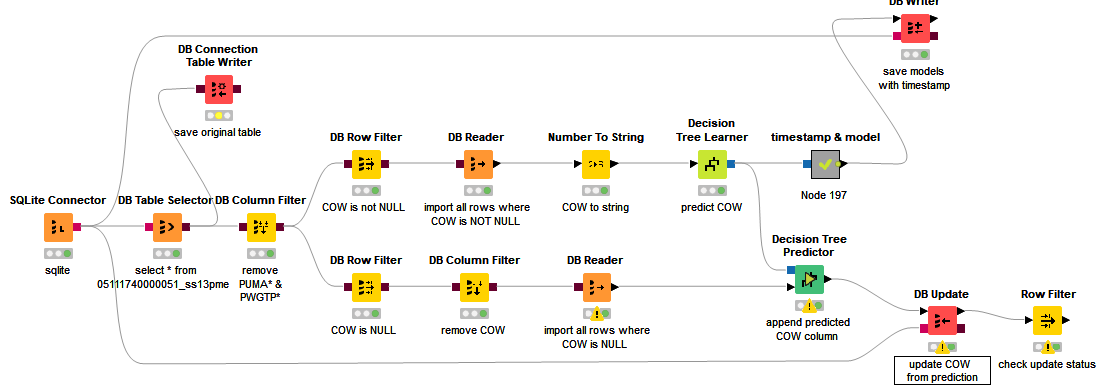 DB Writer
save models
with timestamp
DB Connection
Table Writer
save original table
DB Row Filter
COW is not NULL
DB Reader
import all rows where
COW is NOT NULL
Number To String
COW to string
Decision
Tree Learner
predict COW
timestamp & model
Node 197
SQLite Connector
sqlite
DB Table Selector
select * from
05111740000051_ss13pme
DB Column Filter
remove
PUMA* &
PWGTP*
DB Row Filter
COW is NULL
DB Column Filter
remove COW
DB Reader
import all rows where
COW is NULL
Decision Tree
Predictor
append predicted
COW column
DB Update
update COW
from prediction
Row Filter
check update status